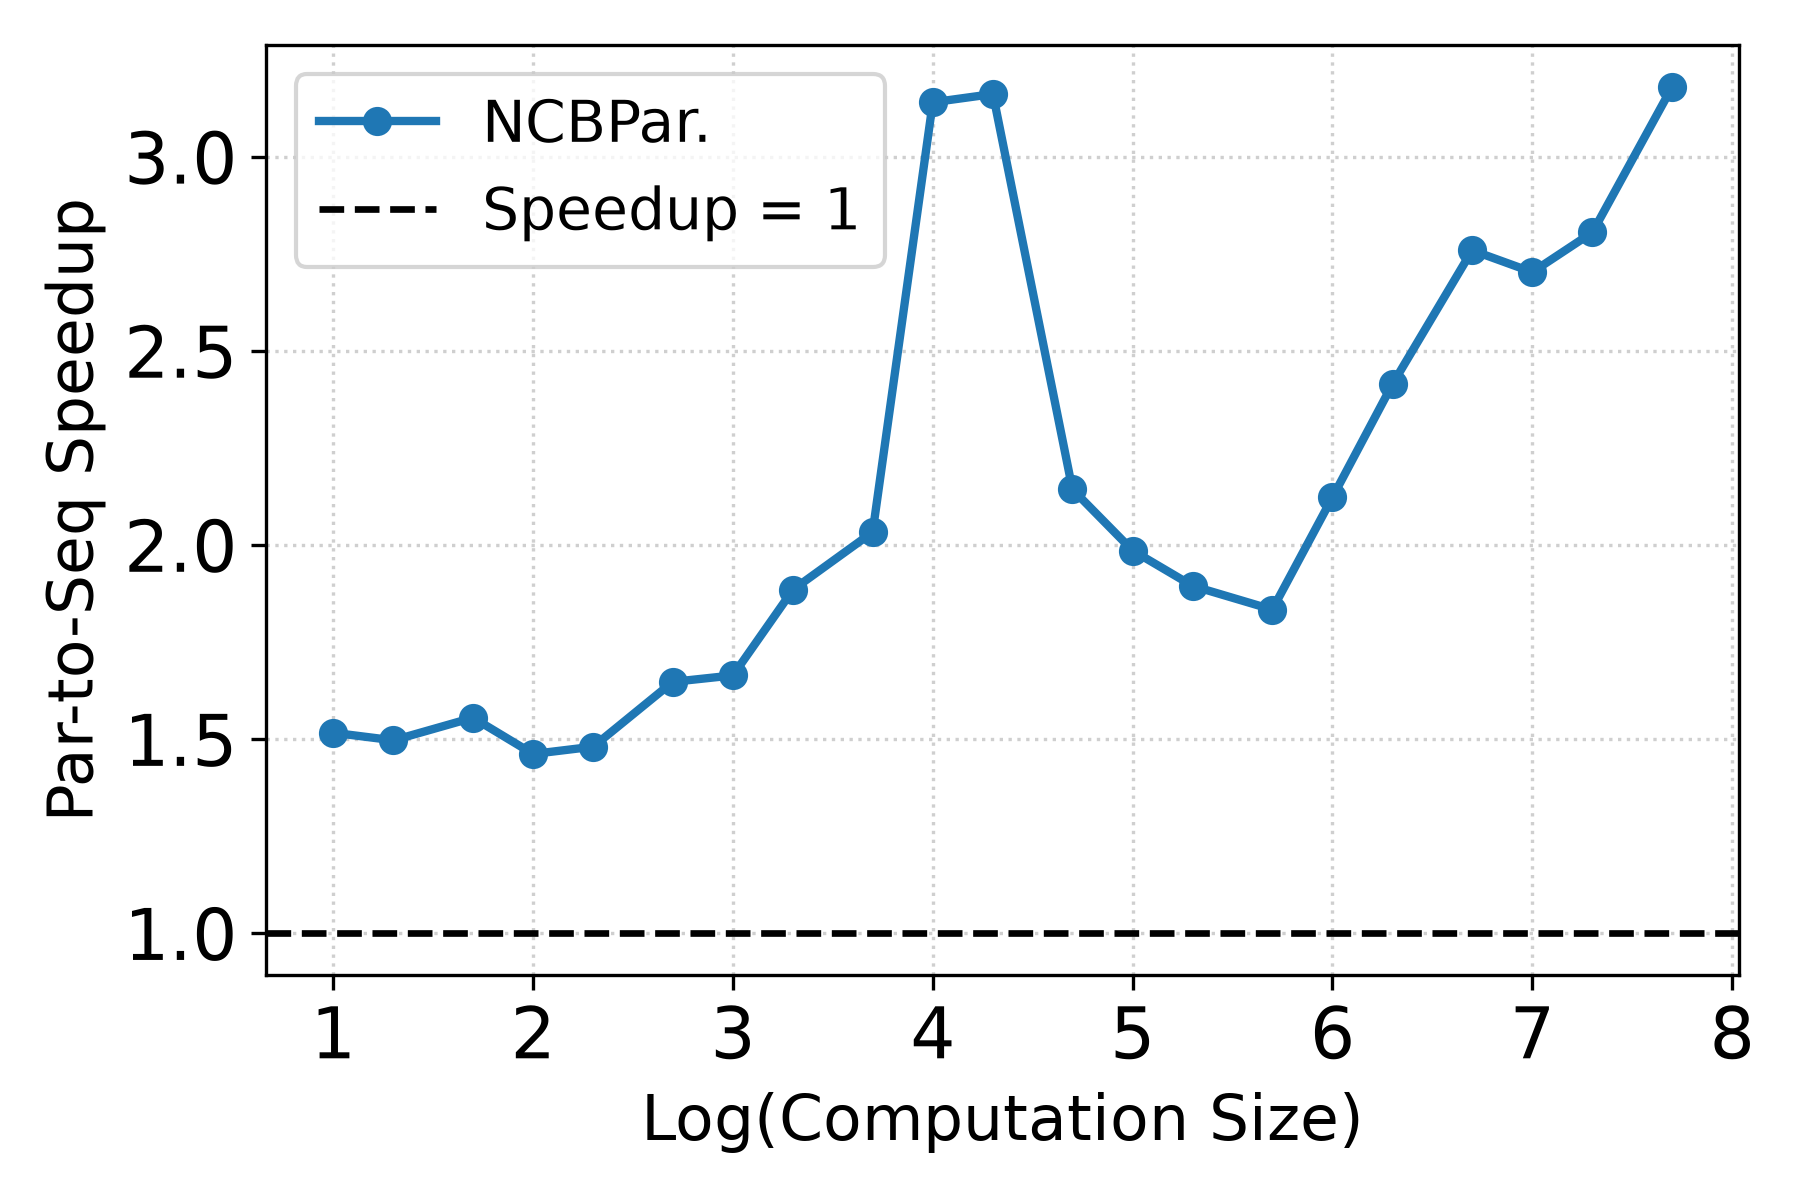 NCBPar.
Speedup = 1
Par-to-Seq Speedup
3.0
2.5
2.0
1.5
1.0
1 2 3 4 5 6 7 8
Log(Computation Size)